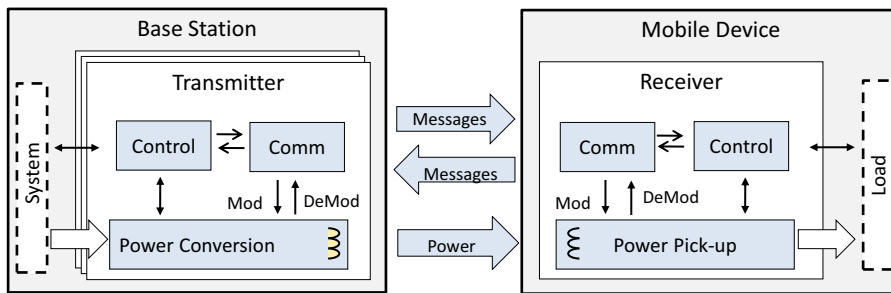 Base Station
Transmitter
System
Control
Comm
Mod
DeMod
Power Conversion
Messages
Messages
Power
Mobile Device
Receiver
Comm
Control
Mod
DeMod
Power Pick-up
Load